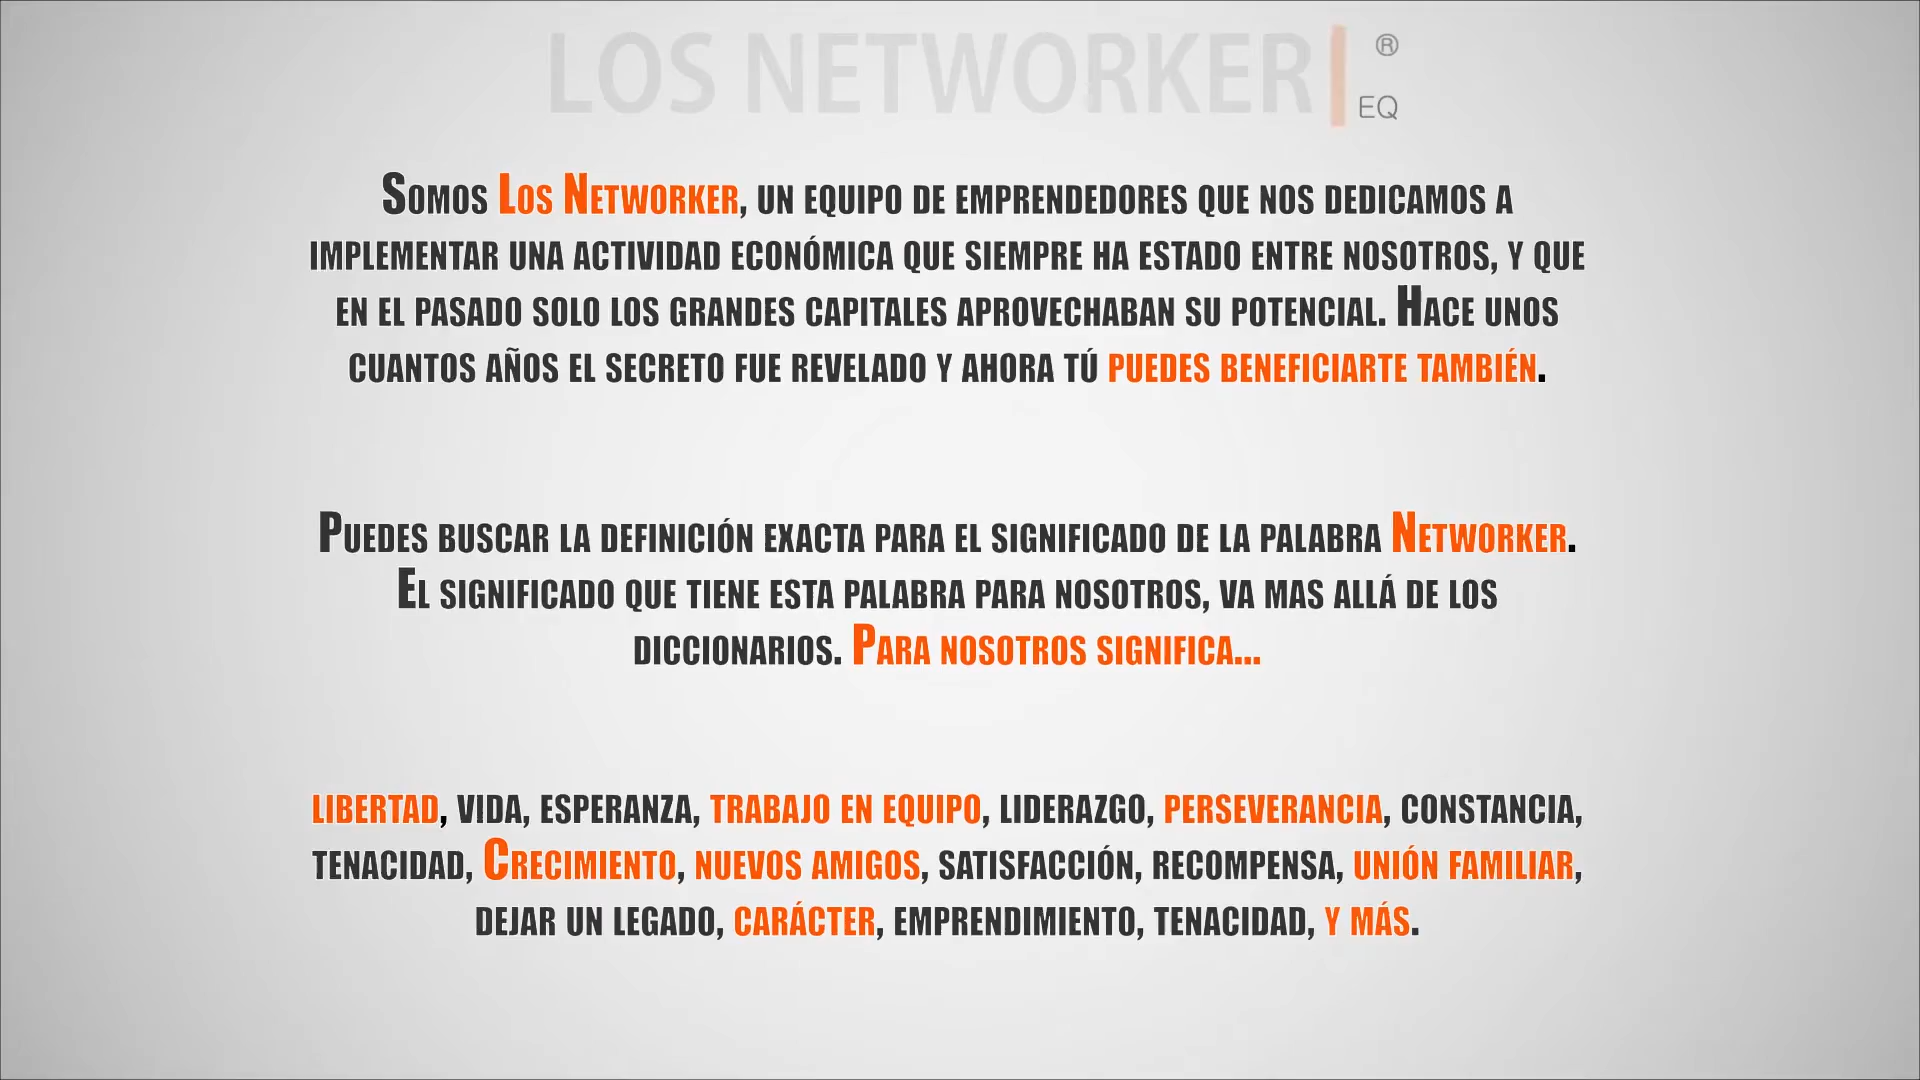 LOS NETWORKER| ®
EQ
Somos Los Networker, un equipo de emprendedores que nos dedicamos a
implementar una actividad económica que siempre ha estado entre nosotros, y que
en el pasado solo los grandes capitales aprovechaban su potencial. Hace unos
cuantos años el secreto fue revelado y ahora tú puedes beneficiarte también.
Puedes buscar la definición exacta para el significado de la palabra Networker.
El significado que tiene esta palabra para nosotros, va mas allá de los
diccionarios. Para nosotros significa...
libertad, vida, esperanza, trabajo en equipo, liderazgo, perseverancia, constancia,
tenacidad, Crecimiento, nuevos amigos, satisfacción, recompensa, unión familiar,
dejar un legado, carácter, emprendimiento, tenacidad, y más.